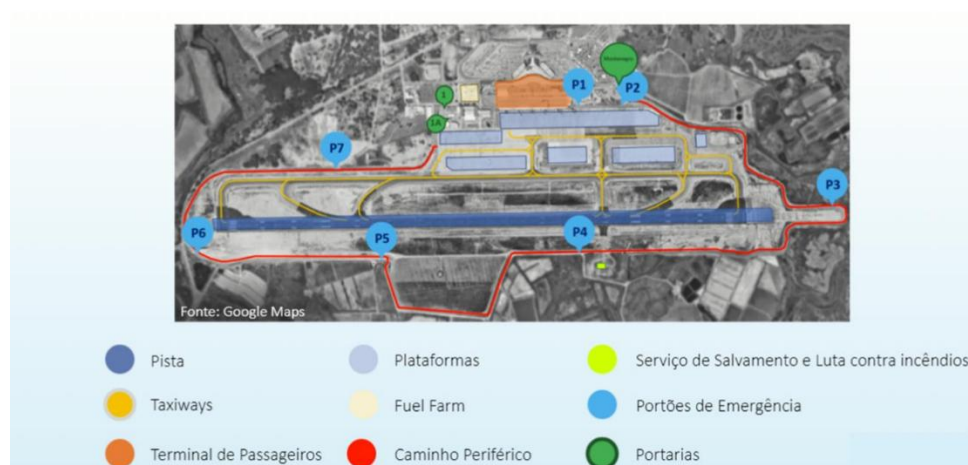 Montenegro
P1
P2
1
1A
P7
P3
P6
P5
P4
Fonte: Google Maps
Pista
Plataformas
Serviço de Salvamento e Luta contra incêndios
Taxiways
Fuel Farm
Portões de Emergência
Terminal de Passageiros
Caminho Periférico
Portarias